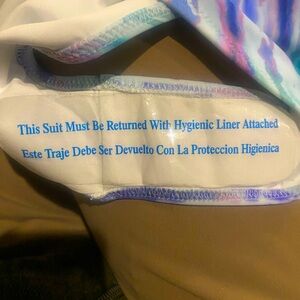 This Suit Must Be Returned With Hygienic Liner Attached
Este Traje Debe Ser Devuelto Con La Proteccion Higienica